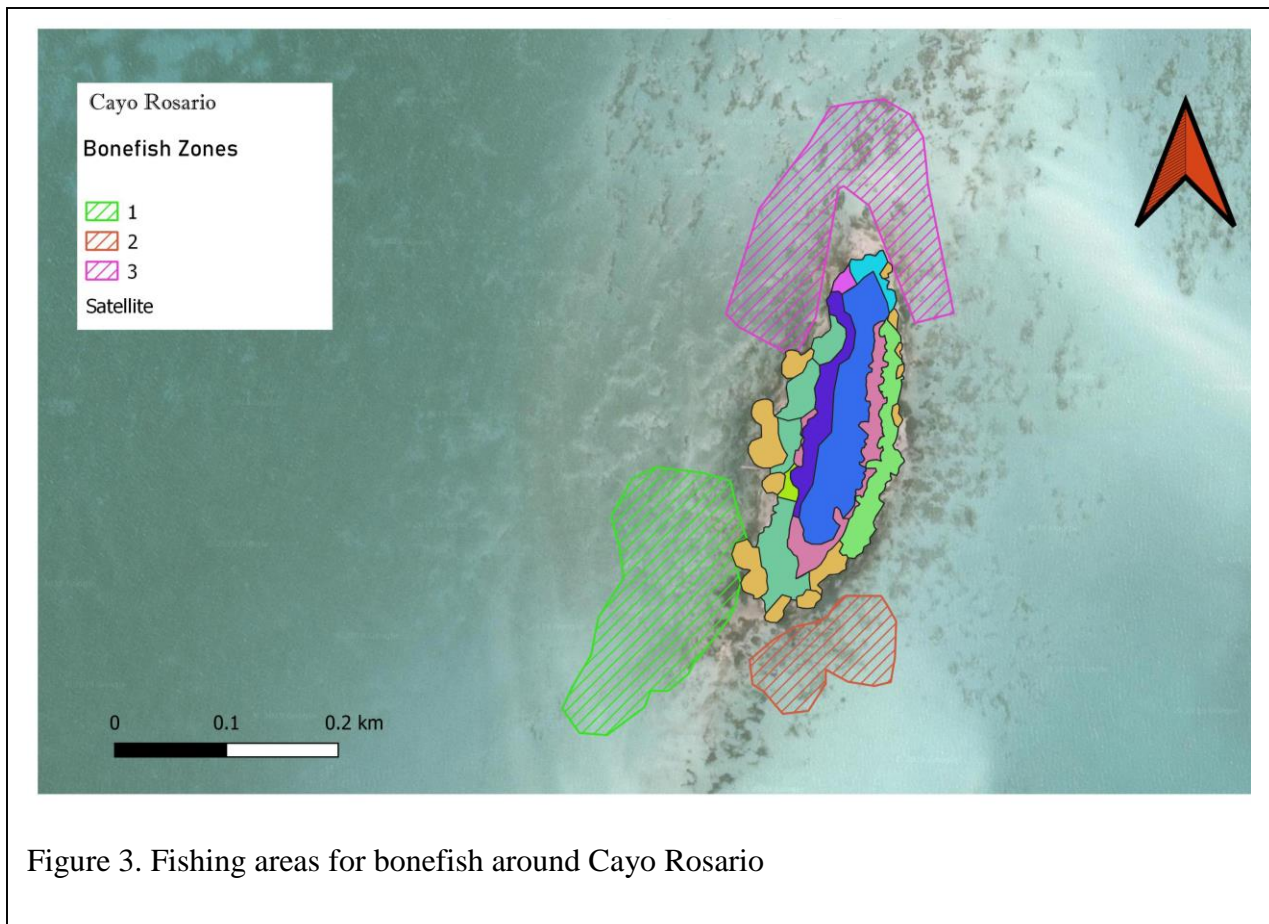 Cayo Rosario
Bonefish Zones
1
2
3
Satellite
0 0.1 0.2 km
Figure 3. Fishing areas for bonefish around Cayo Rosario